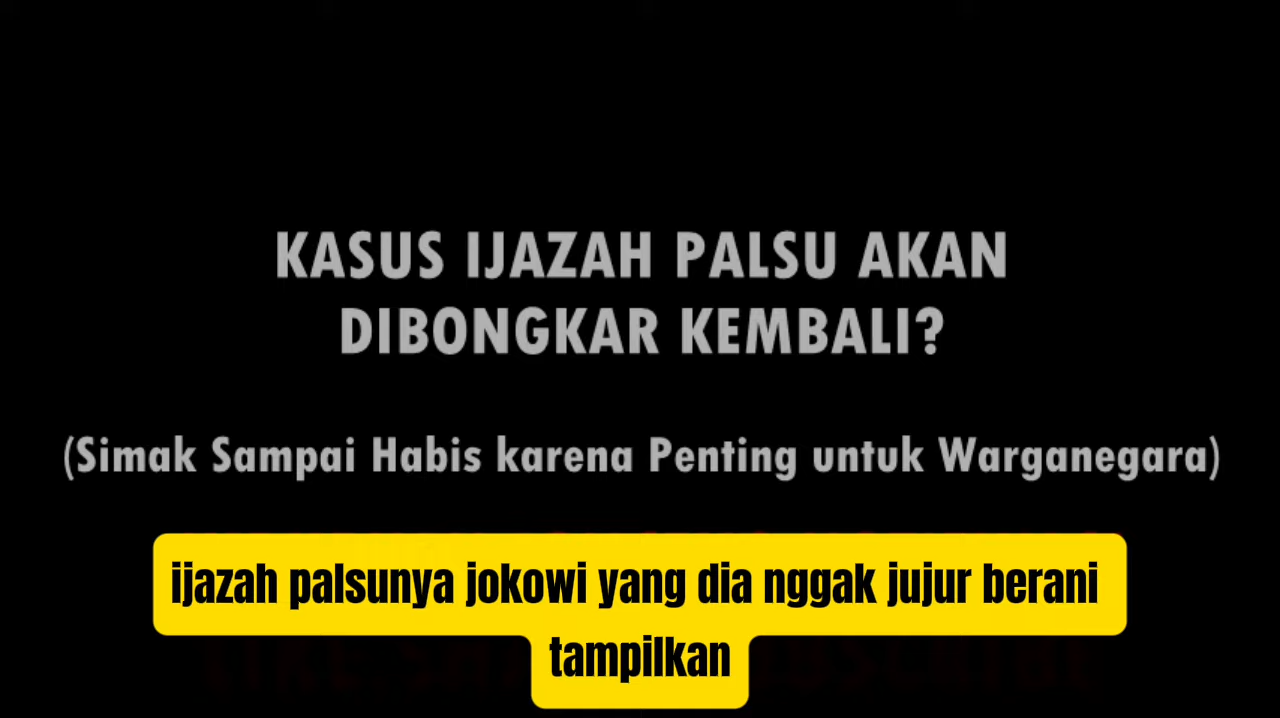 KASUS IJAZAH PALSU AKAN
DIBONGKAR KEMBALI?
(Simak Sampai Habis karena Penting untuk Warganegara)
ijazah palsunya jokowi yang dia nggak jujur berani
tampilkan